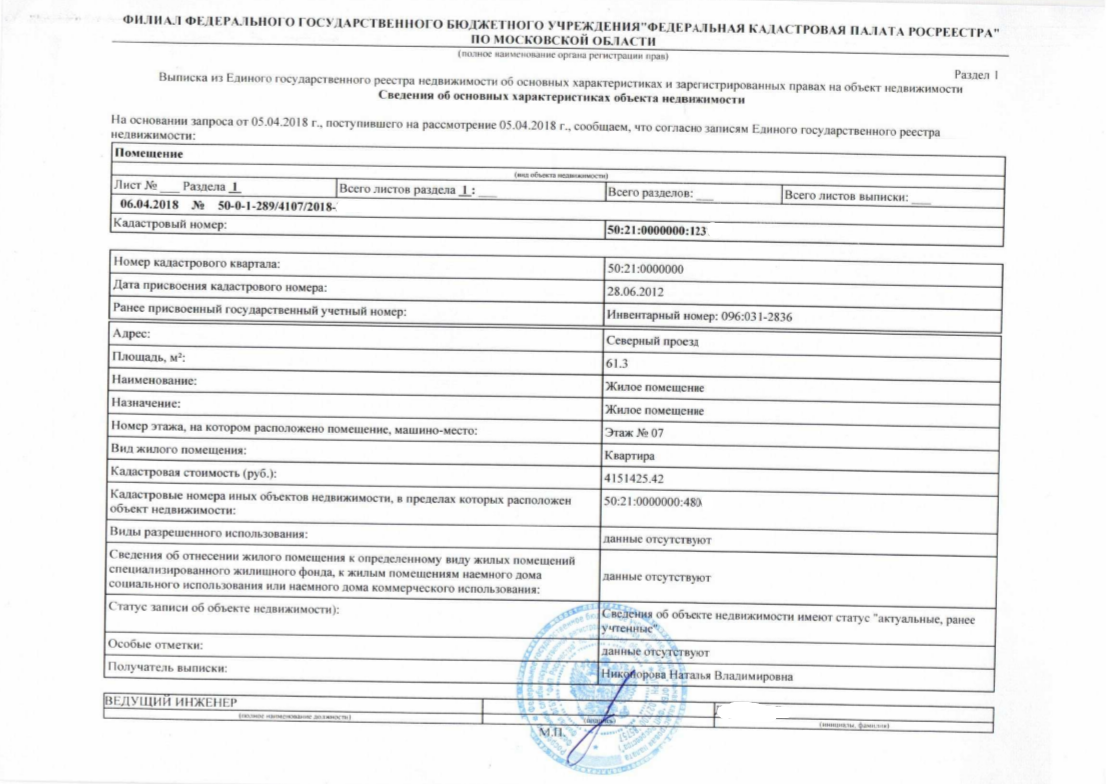 ФИЛИАЛ ФЕДЕРАЛЬНОГО ГОСУДАРСТВЕННОГО БЮДЖЕТНОГО УЧРЕЖДЕНИЯ"ФЕДЕРАЛЬНАЯ КАДАСТРОВАЯ ПАЛАТА РОСРЕЕСТРА"
ПО МОСКОВСКОЙ ОБЛАСТИ
(полное наименование органа регистрации прав)
Раздел 1
Выписка из Единого государственного реестра недвижимости об основных характеристиках и зарегистрированных правах на объект недвижимости
Сведения об основных характеристиках объекта недвижимости
На основании запроса от 05.04.2018 г., поступившего на рассмотрение 05.04.2018 г., сообщаем, что согласно записям Единого государственного реестра
недвижимости:
Помещение
(вид объекта недвижимости)
Лист № ___ Раздела 1 Всего листов раздела 1 : ___ Всего разделов: ___ Всего листов выписки: ___
06.04.2018 № 50-0-1-289/4107/2018-
Кадастровый номер: 50:21:0000000:123
Номер кадастрового квартала: 50:21:0000000
Дата присвоения кадастрового номера: 28.06.2012
Ранее присвоенный государственный учетный номер: Инвентарный номер: 096:031-2836
Адрес: Северный проезд
Площадь, м²: 61.3
Наименование: Жилое помещение
Назначение: Жилое помещение
Номер этажа, на котором расположено помещение, машино-место: Этаж № 07
Вид жилого помещения: Квартира
Кадастровая стоимость (руб.): 4151425.42
Кадастровые номера иных объектов недвижимости, в пределах которых расположен
объект недвижимости: 50:21:0000000:480
Виды разрешенного использования: данные отсутствуют
Сведения об отнесении жилого помещения к определенному виду жилых помещений
специализированного жилищного фонда, к жилым помещениям наемного дома
социального использования или наемного дома коммерческого использования: данные отсутствуют
Статус записи об объекте недвижимости): Сведения об объекте недвижимости имеют статус "актуальные, ранее
учтенные"
Особые отметки: данные отсутствуют
Получатель выписки: Никонорова Наталья Владимировна
ВЕДУЩИЙ ИНЖЕНЕР
(полное наименование должности) (подпись) (инициалы, фамилия)
М.П.